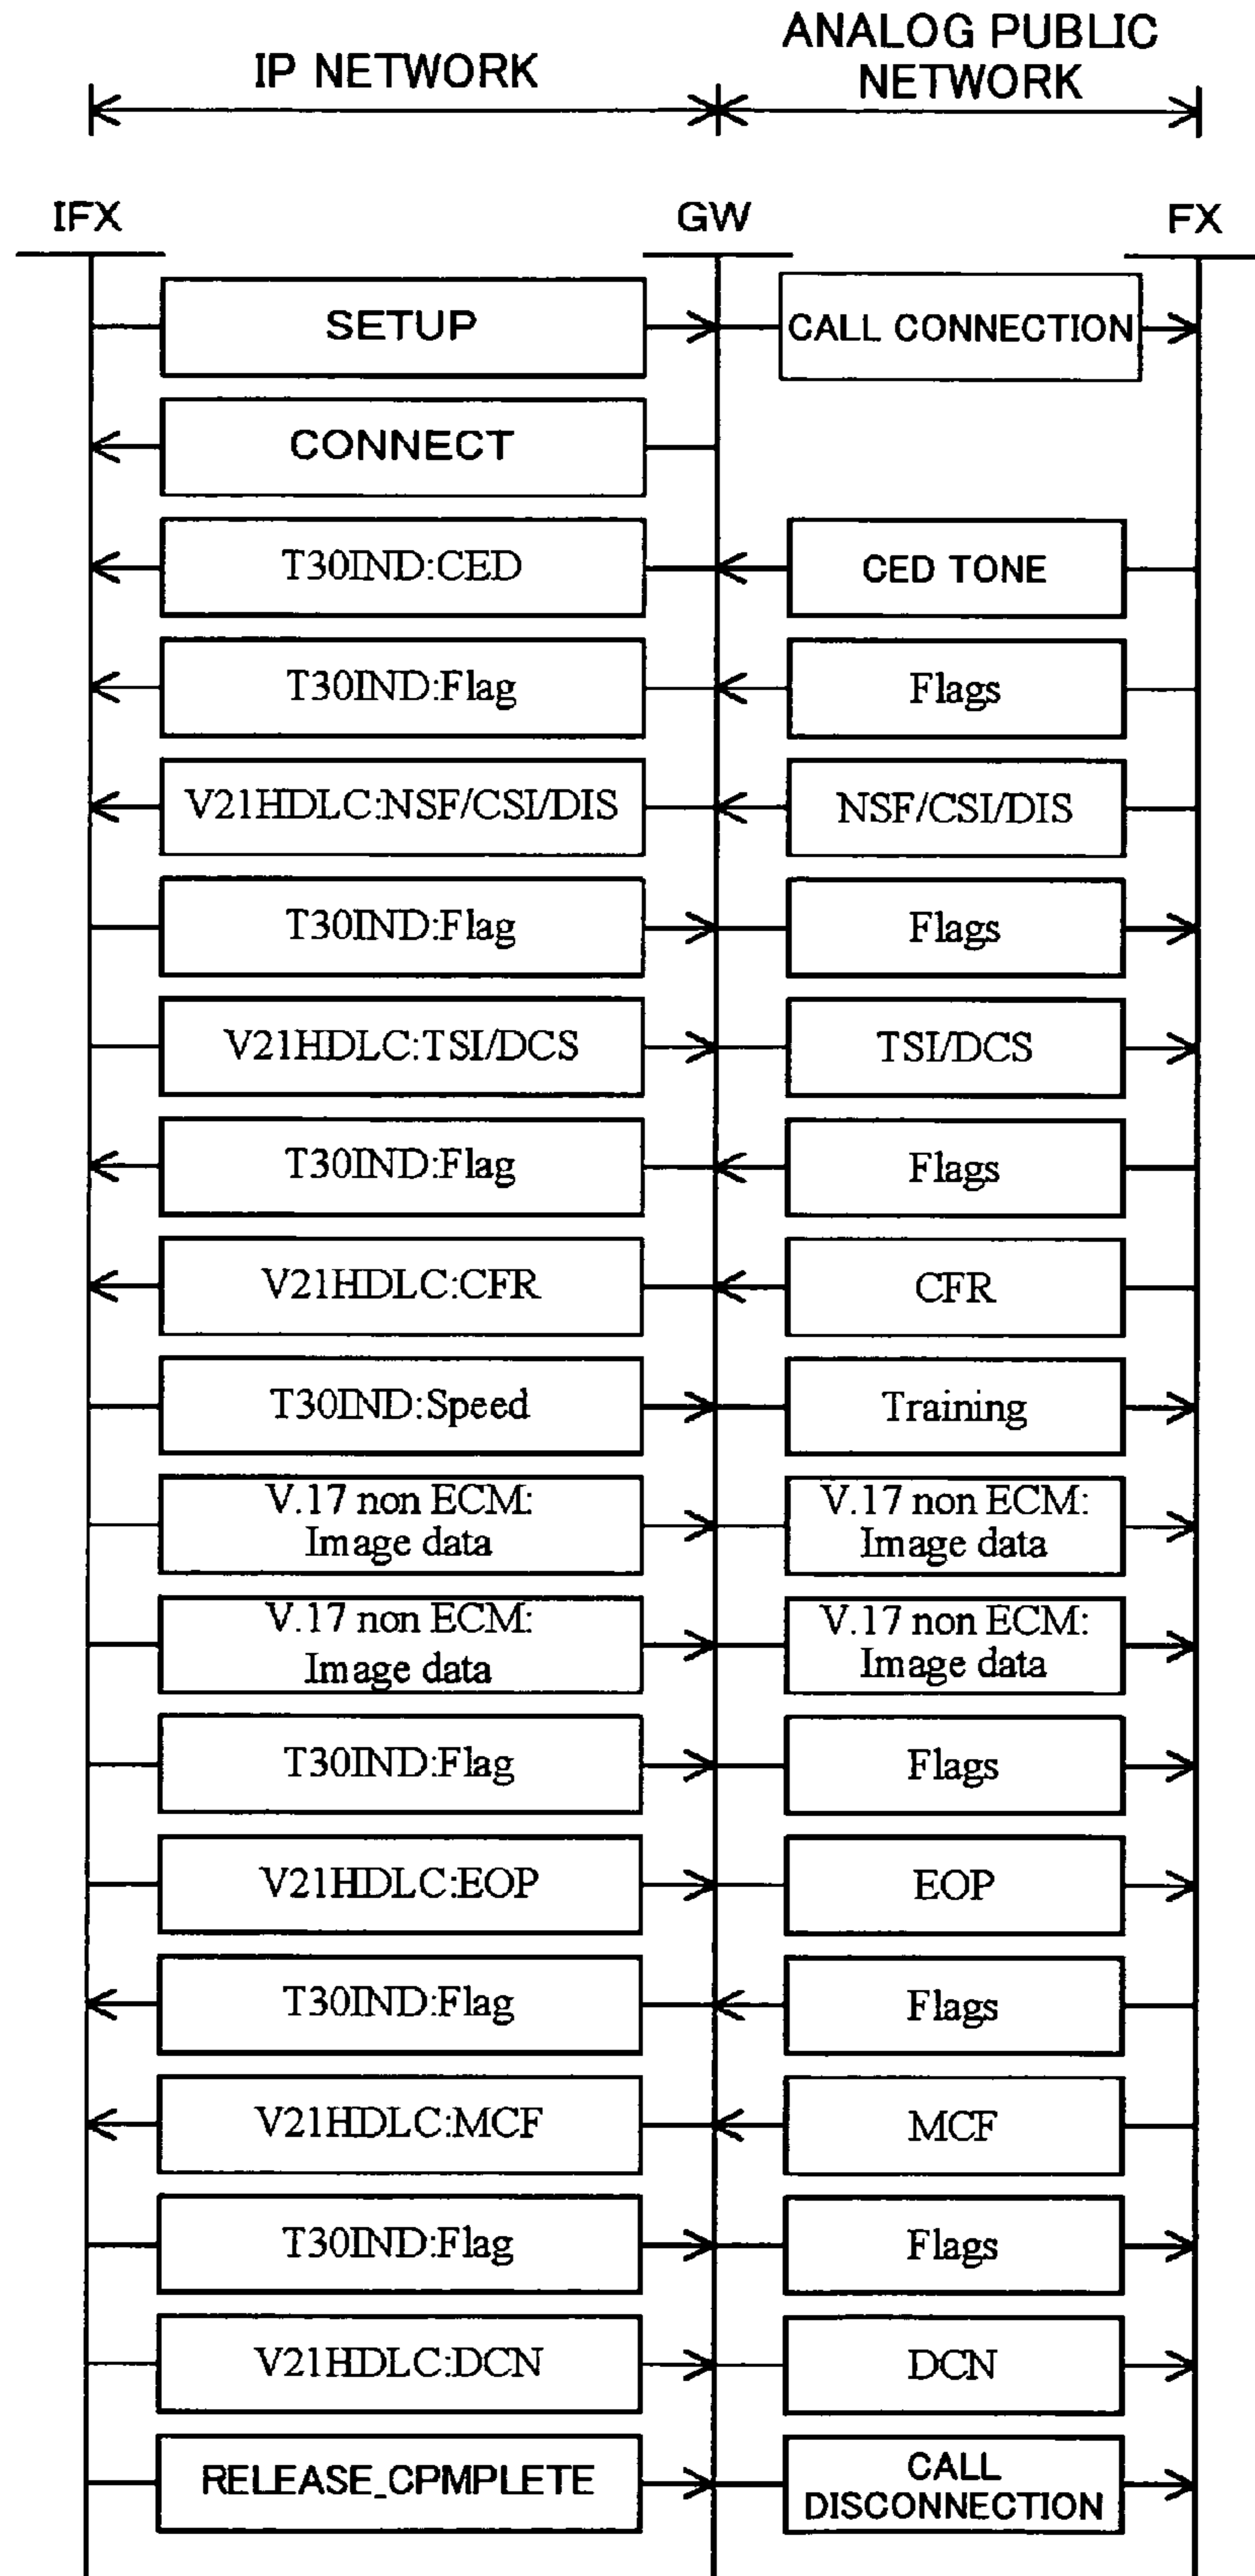 IP NETWORK
ANALOG PUBLIC
NETWORK
IFX
GW
FX
SETUP
CALL CONNECTION
CONNECT
T30IND:CED
CED TONE
T30IND:Flag
Flags
V21HDLC:NSF/CSI/DIS
NSF/CSI/DIS
T30IND:Flag
Flags
V21HDLC:TSI/DCS
TSI/DCS
T30IND:Flag
Flags
V21HDLC:CFR
CFR
T30IND:Speed
Training
V.17 non ECM:
Image data
V.17 non ECM:
Image data
V.17 non ECM:
Image data
V.17 non ECM:
Image data
T30IND:Flag
Flags
V21HDLC:EOP
EOP
T30IND:Flag
Flags
V21HDLC:MCF
MCF
T30IND:Flag
Flags
V21HDLC:DCN
DCN
RELEASE_CPMPLETE
CALL
DISCONNECTION